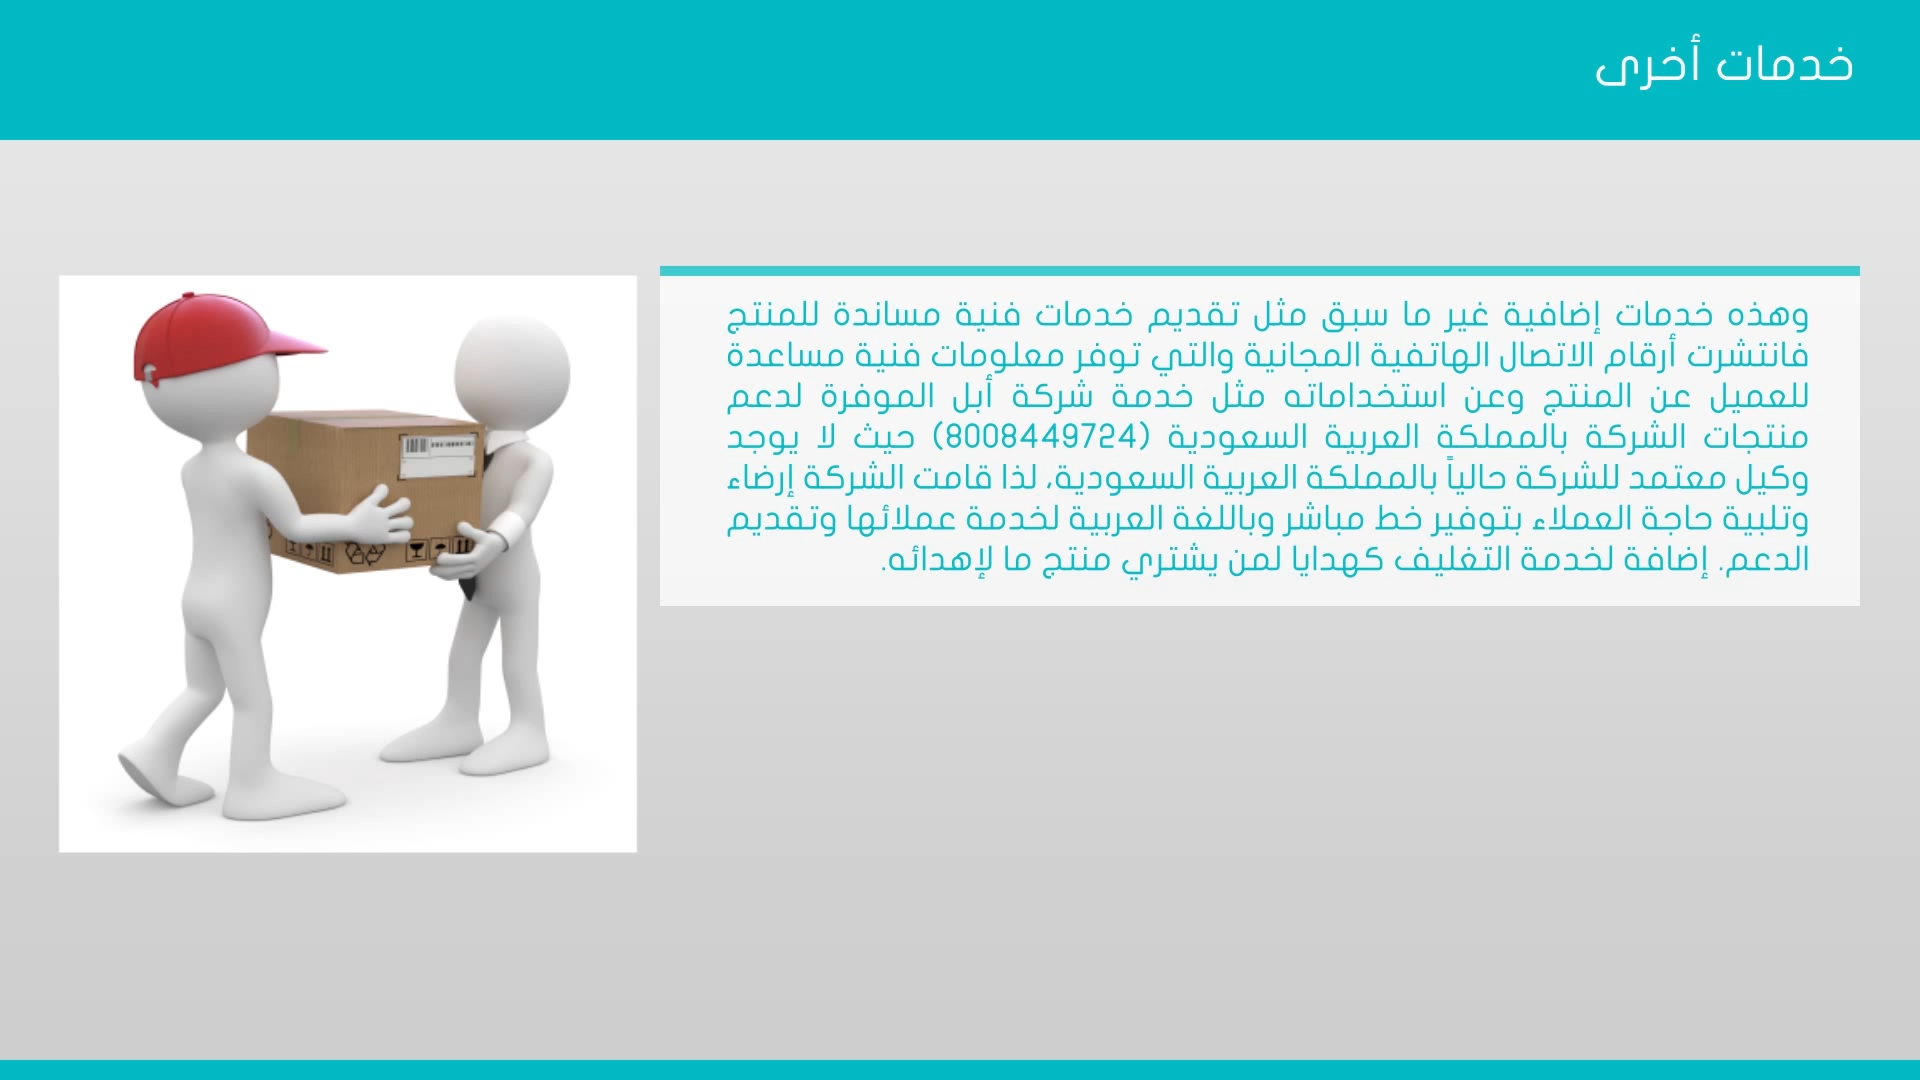 خدمات أخرى
وهذه خدمات إضافية غير ما سبق مثل تقديم خدمات فنية مساندة للمنتج
فانتشرت أرقام الاتصال الهاتفية المجانية والتي توفر معلومات فنية مساعدة
للعميل عن المنتج وعن استخداماته مثل خدمة شركة أبل الموفرة لدعم
منتجات الشركة بالمملكة العربية السعودية (8008449724) حيث لا يوجد
وكيل معتمد للشركة حالياً بالمملكة العربية السعودية، لذا قامت الشركة إرضاء
وتلبية حاجة العملاء بتوفير خط مباشر وباللغة العربية لخدمة عملائها وتقديم
الدعم. إضافة لخدمة التغليف كهدايا لمن يشتري منتج ما لإهدائه.